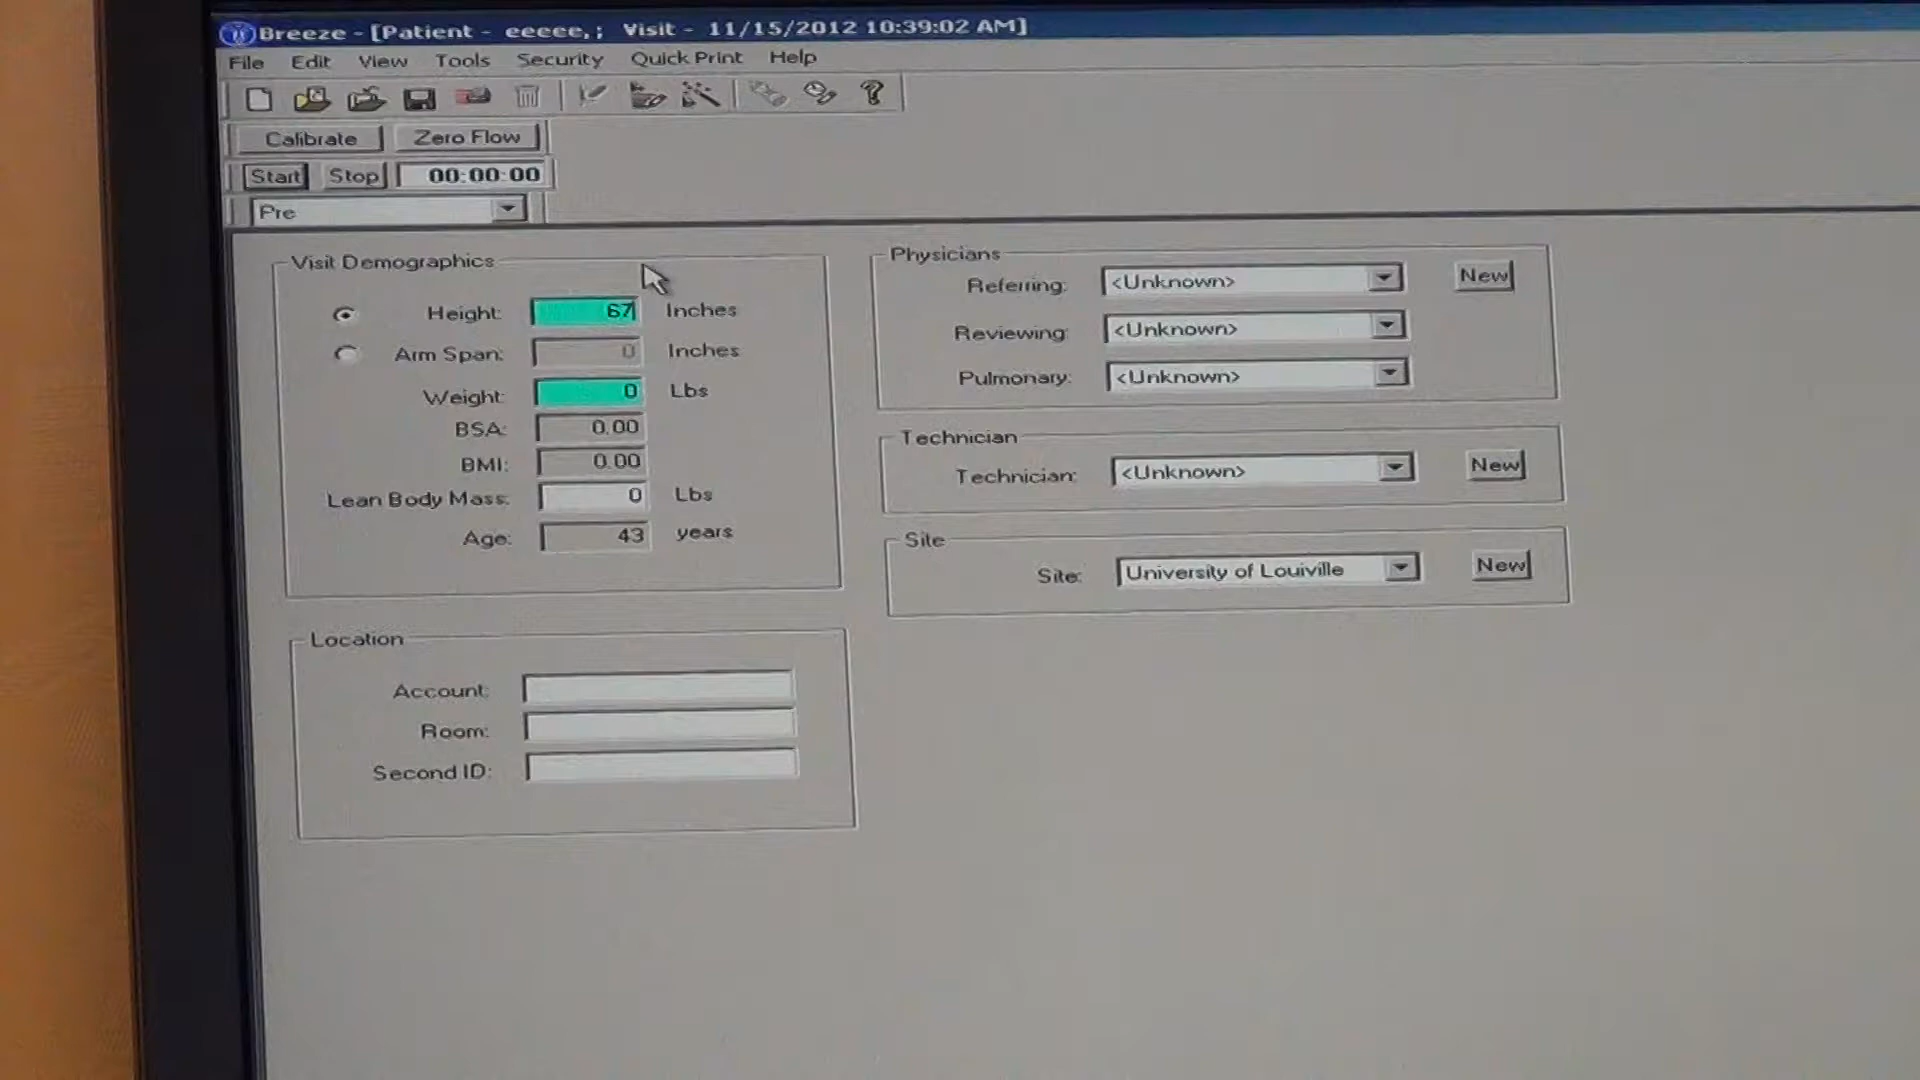 Breeze - [Patient - eeeee, ; Visit - 11/15/2012 10:39:02 AM]
File Edit View Tools Security Quick Print Help
Calibrate Zero Flow
Start Stop 00:00:00
Pre
Visit Demographics
Height: 67 Inches
Arm Span: 0 Inches
Weight: 0 Lbs
BSA: 0.00
BMI: 0.00
Lean Body Mass: 0 Lbs
Age: 43 years
Location
Account:
Room:
Second ID:
Physicians
Referring: <Unknown> New
Reviewing: <Unknown>
Pulmonary: <Unknown>
Technician
Technician: <Unknown> New
Site
Site: University of Louiville New